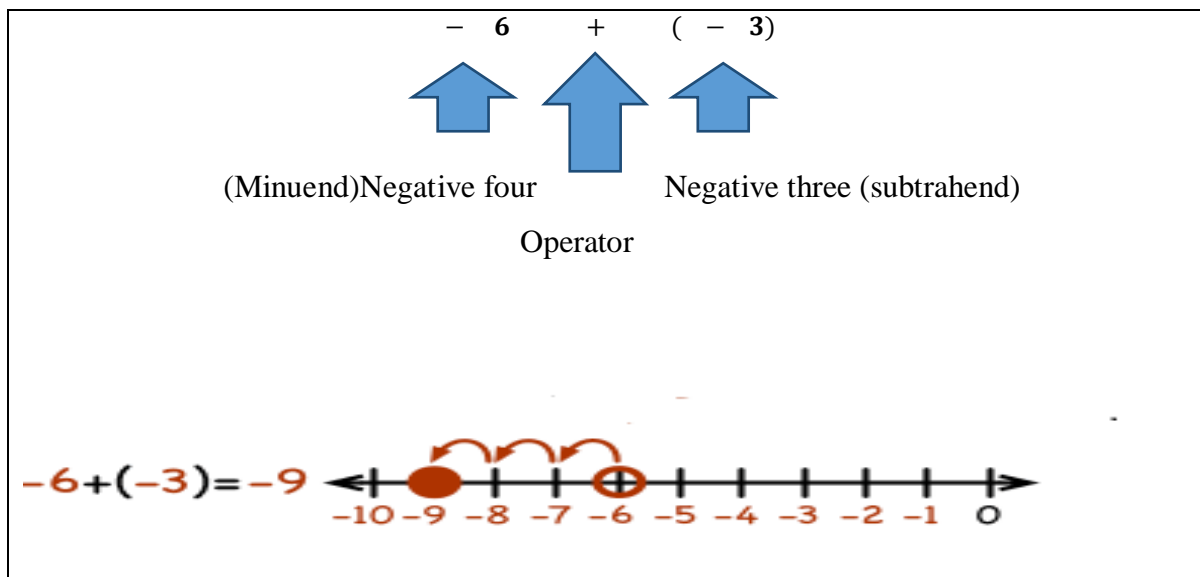 − 6 + ( − 3)
(Minuend)Negative four Negative three (subtrahend)
Operator
-6+(-3)=-9
-10 -9 -8 -7 -6 -5 -4 -3 -2 -1 0